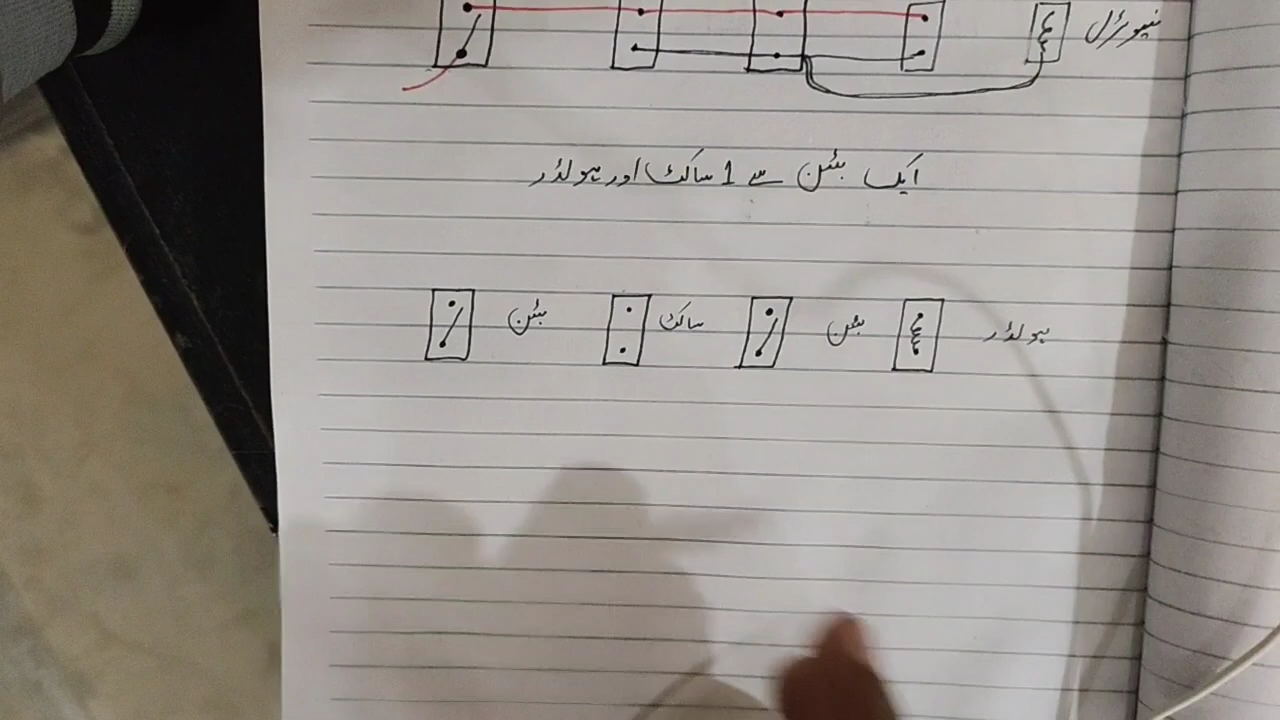 نیوٹرل
ایک بٹن سے 1 ساکٹ اور ہولڈر
بٹن ساکٹ بٹن ہولڈر